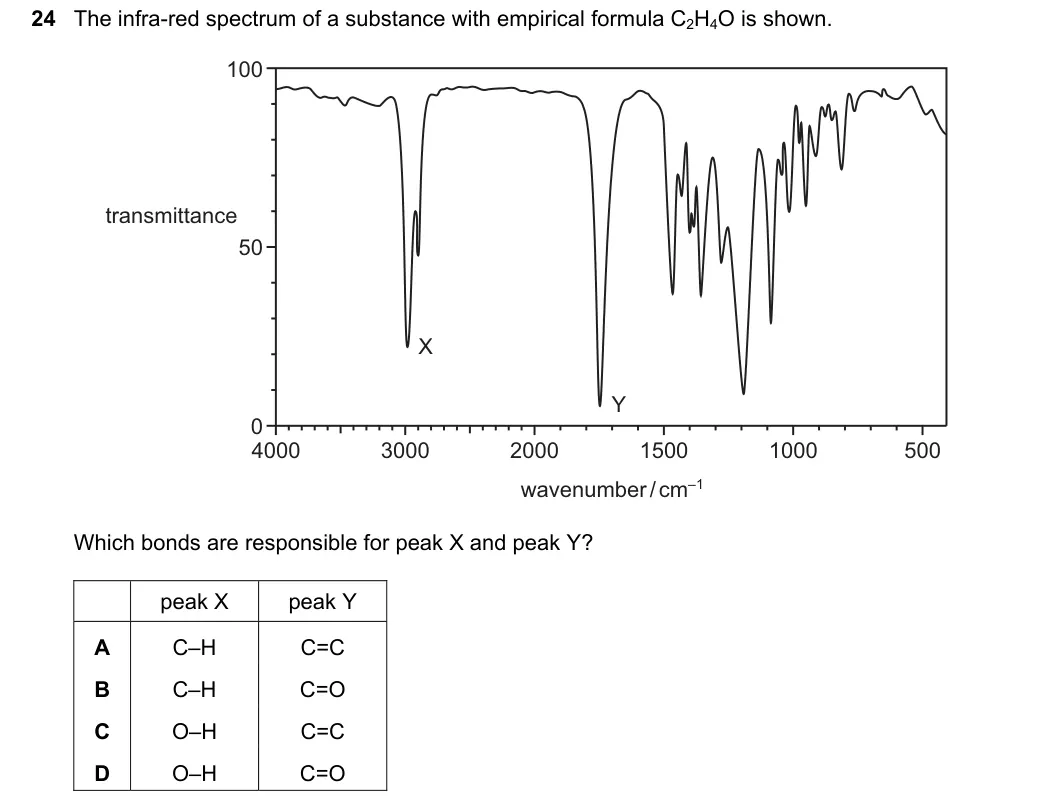 24 The infra-red spectrum of a substance with empirical formula C₂H₄O is shown.
100
transmittance
50
X
Y
0
4000 3000 2000 1500 1000 500
wavenumber / cm⁻¹
Which bonds are responsible for peak X and peak Y?
peak X peak Y
A C–H C=C
B C–H C=O
C O–H C=C
D O–H C=O